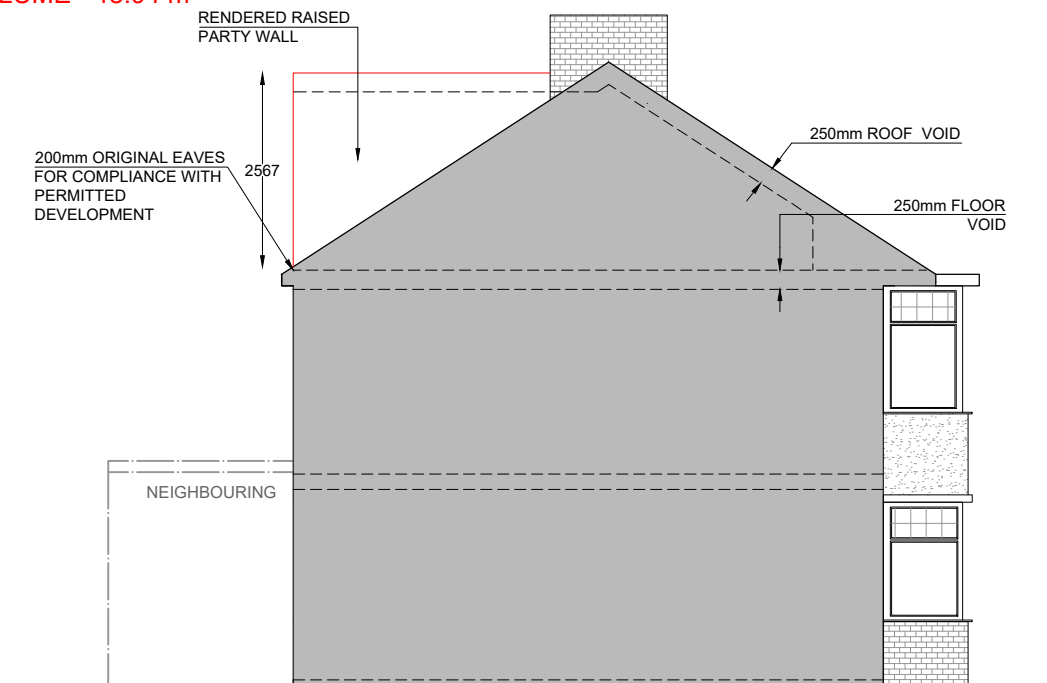 RENDERED RAISED
PARTY WALL
250mm ROOF VOID
200mm ORIGINAL EAVES
FOR COMPLIANCE WITH
PERMITTED
DEVELOPMENT
2567
250mm FLOOR
VOID
NEIGHBOURING